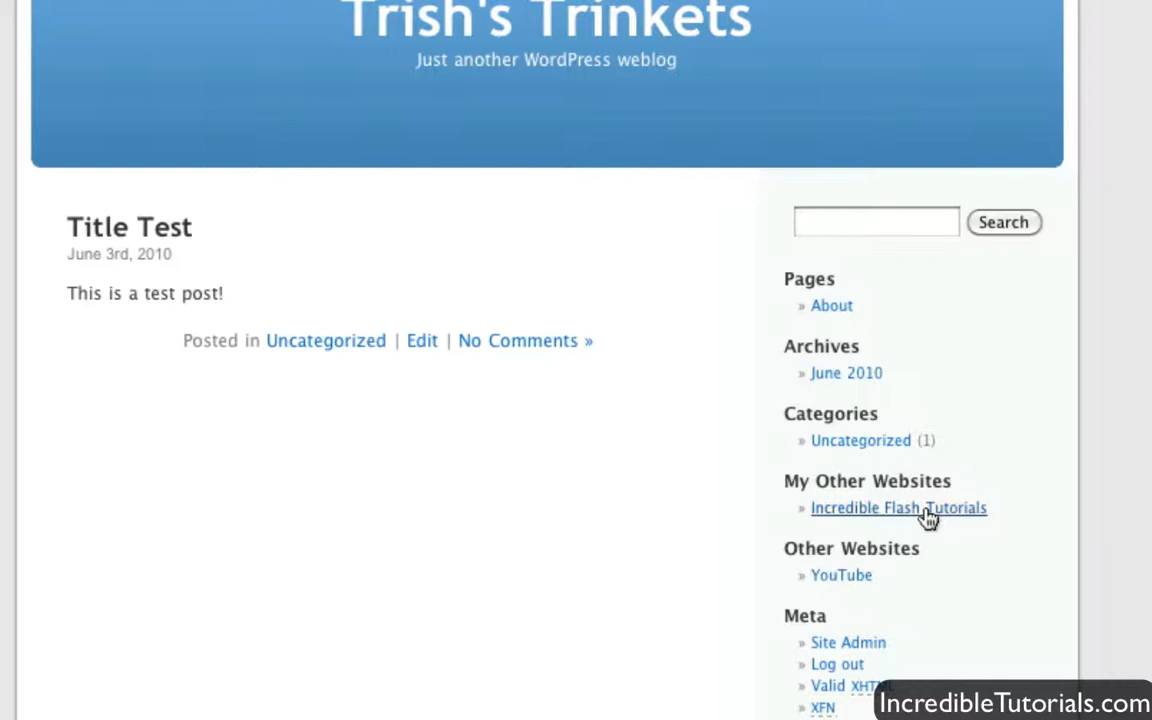 Trish's Trinkets
Just another WordPress weblog
Title Test
June 3rd, 2010
This is a test post!
Posted in Uncategorized | Edit | No Comments »
Search
Pages
» About
Archives
» June 2010
Categories
» Uncategorized (1)
My Other Websites
» Incredible Flash Tutorials
Other Websites
» YouTube
Meta
» Site Admin
» Log out
» Valid
» XFN
IncredibleTutorials.com